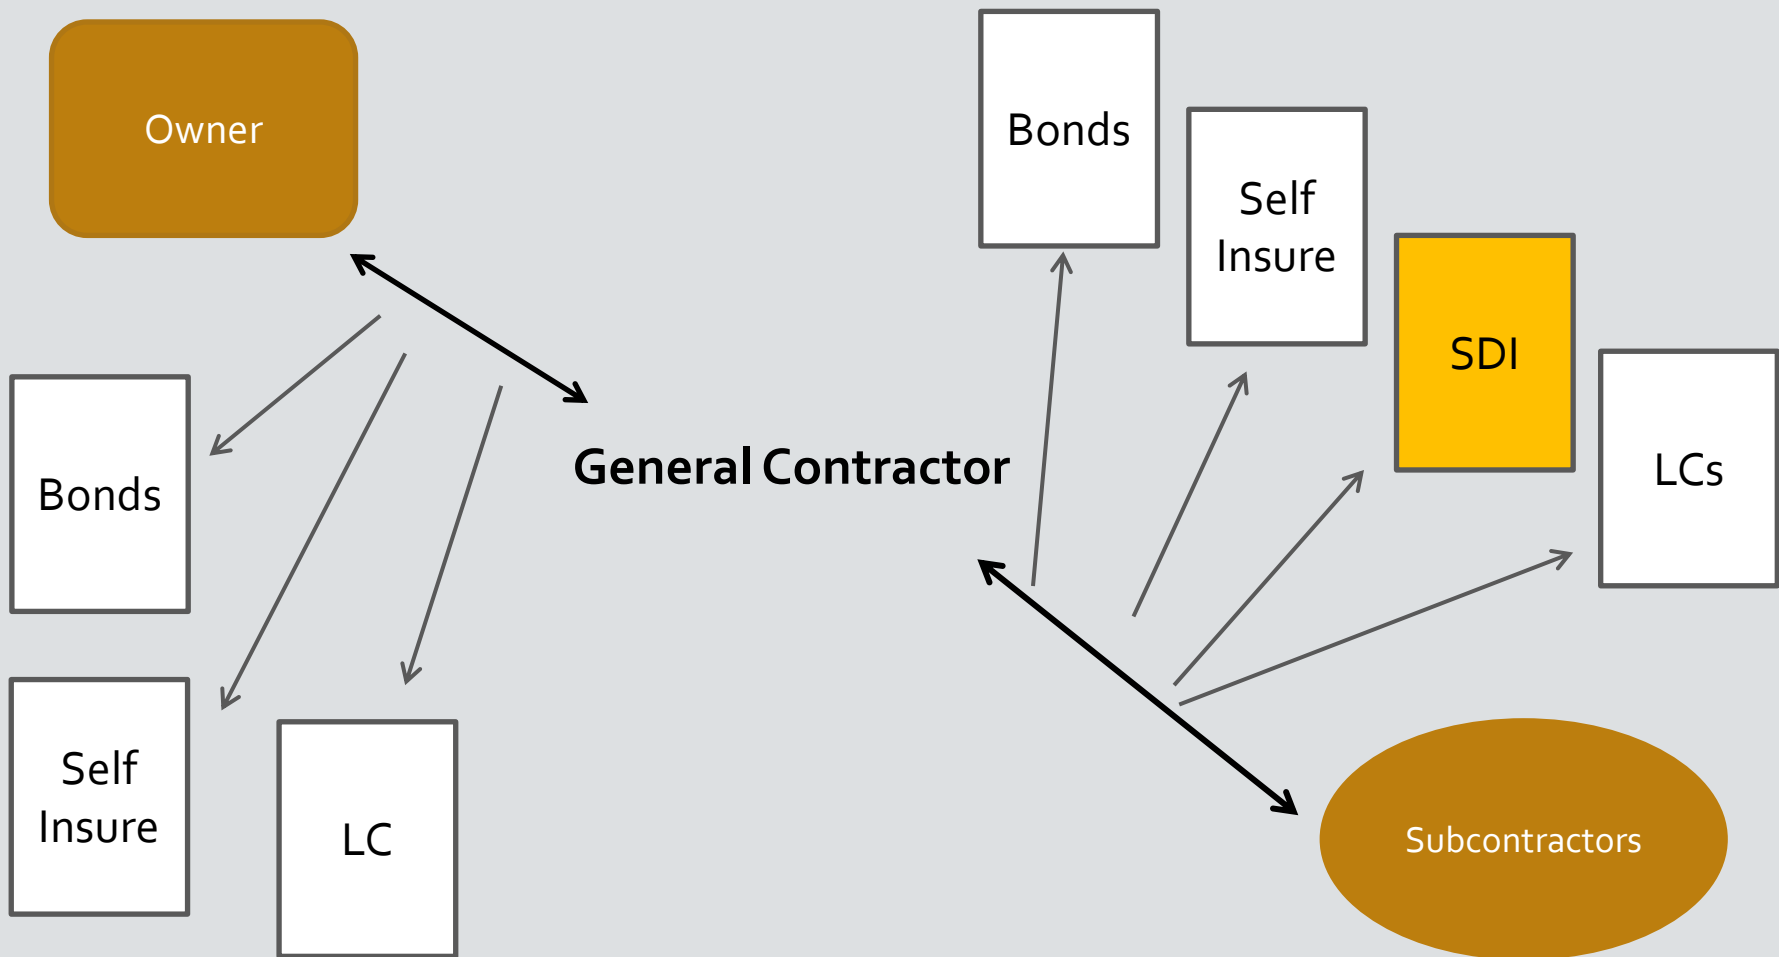 Owner
Bonds
Self
Insure
LC
General Contractor
Bonds
Self
Insure
SDI
LCs
Subcontractors